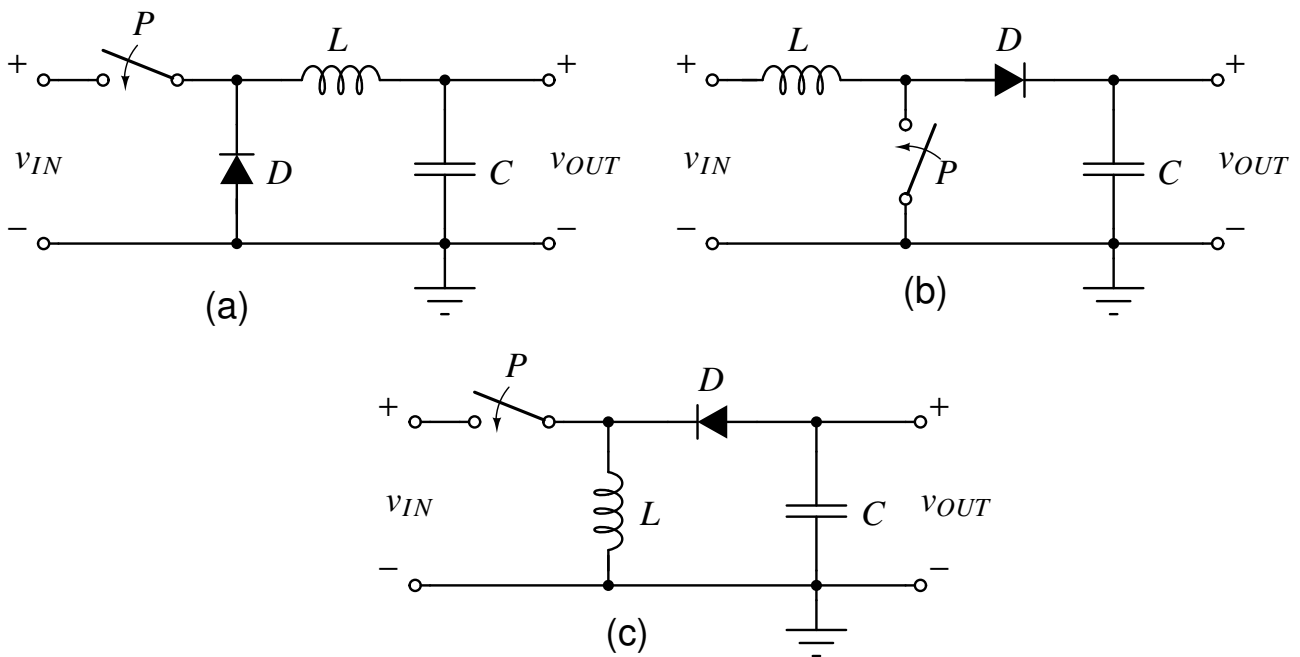 P L L D
+ + + +
v_IN D C v_OUT v_IN P C v_OUT
− − − −
(a) (b)
P D
+ +
v_IN L C v_OUT
− −
(c)